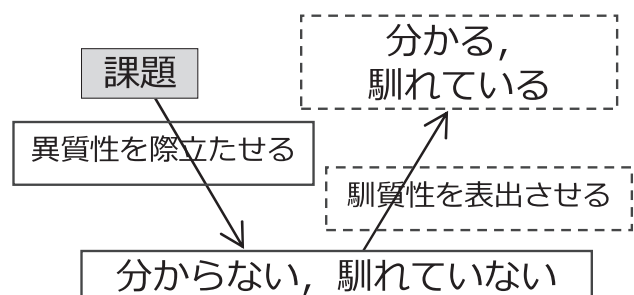 課題
分かる,
馴れている
異質性を際立たせる
馴質性を表出させる
分からない, 馴れていない